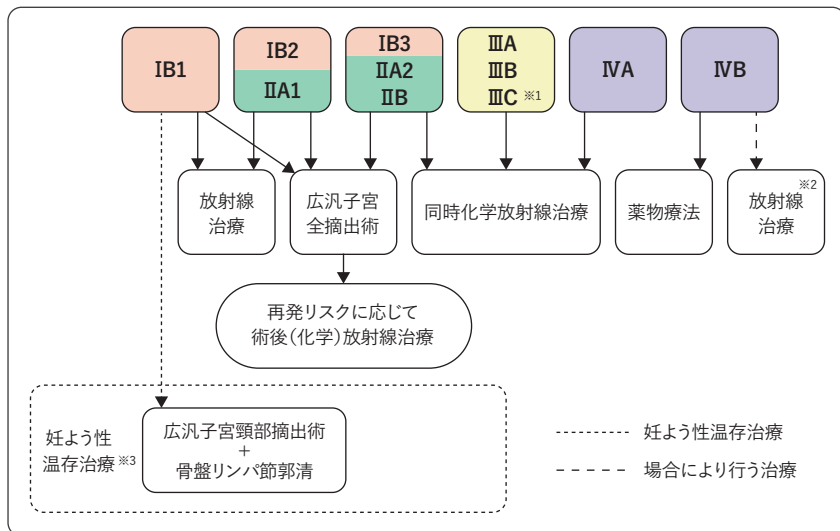 ⅠB1
ⅠB2
ⅡA1
ⅠB3
ⅡA2
ⅡB
ⅢA
ⅢB
ⅢC ※1
ⅣA
ⅣB
放射線
治療
広汎子宮
全摘出術
同時化学放射線治療
薬物療法
※2
放射線
治療
再発リスクに応じて
術後（化学）放射線治療
妊よう性
温存治療 ※3
広汎子宮頸部摘出術
+
骨盤リンパ節郭清
妊よう性温存治療
場合により行う治療